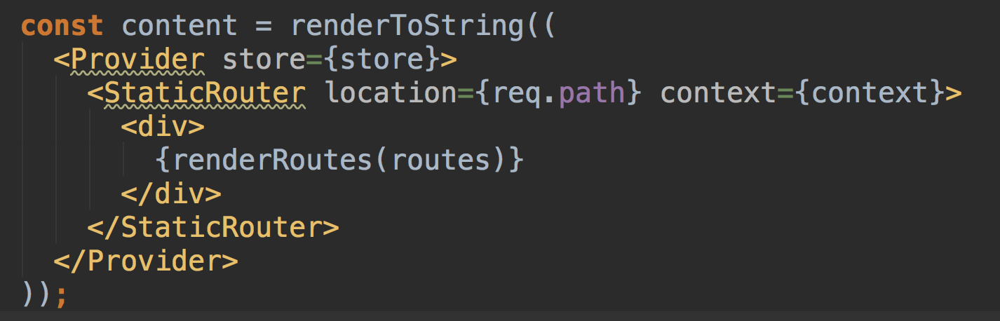 const content = renderToString((
  <Provider store={store}>
    <StaticRouter location={req.path} context={context}>
      <div>
        {renderRoutes(routes)}
      </div>
    </StaticRouter>
  </Provider>
));